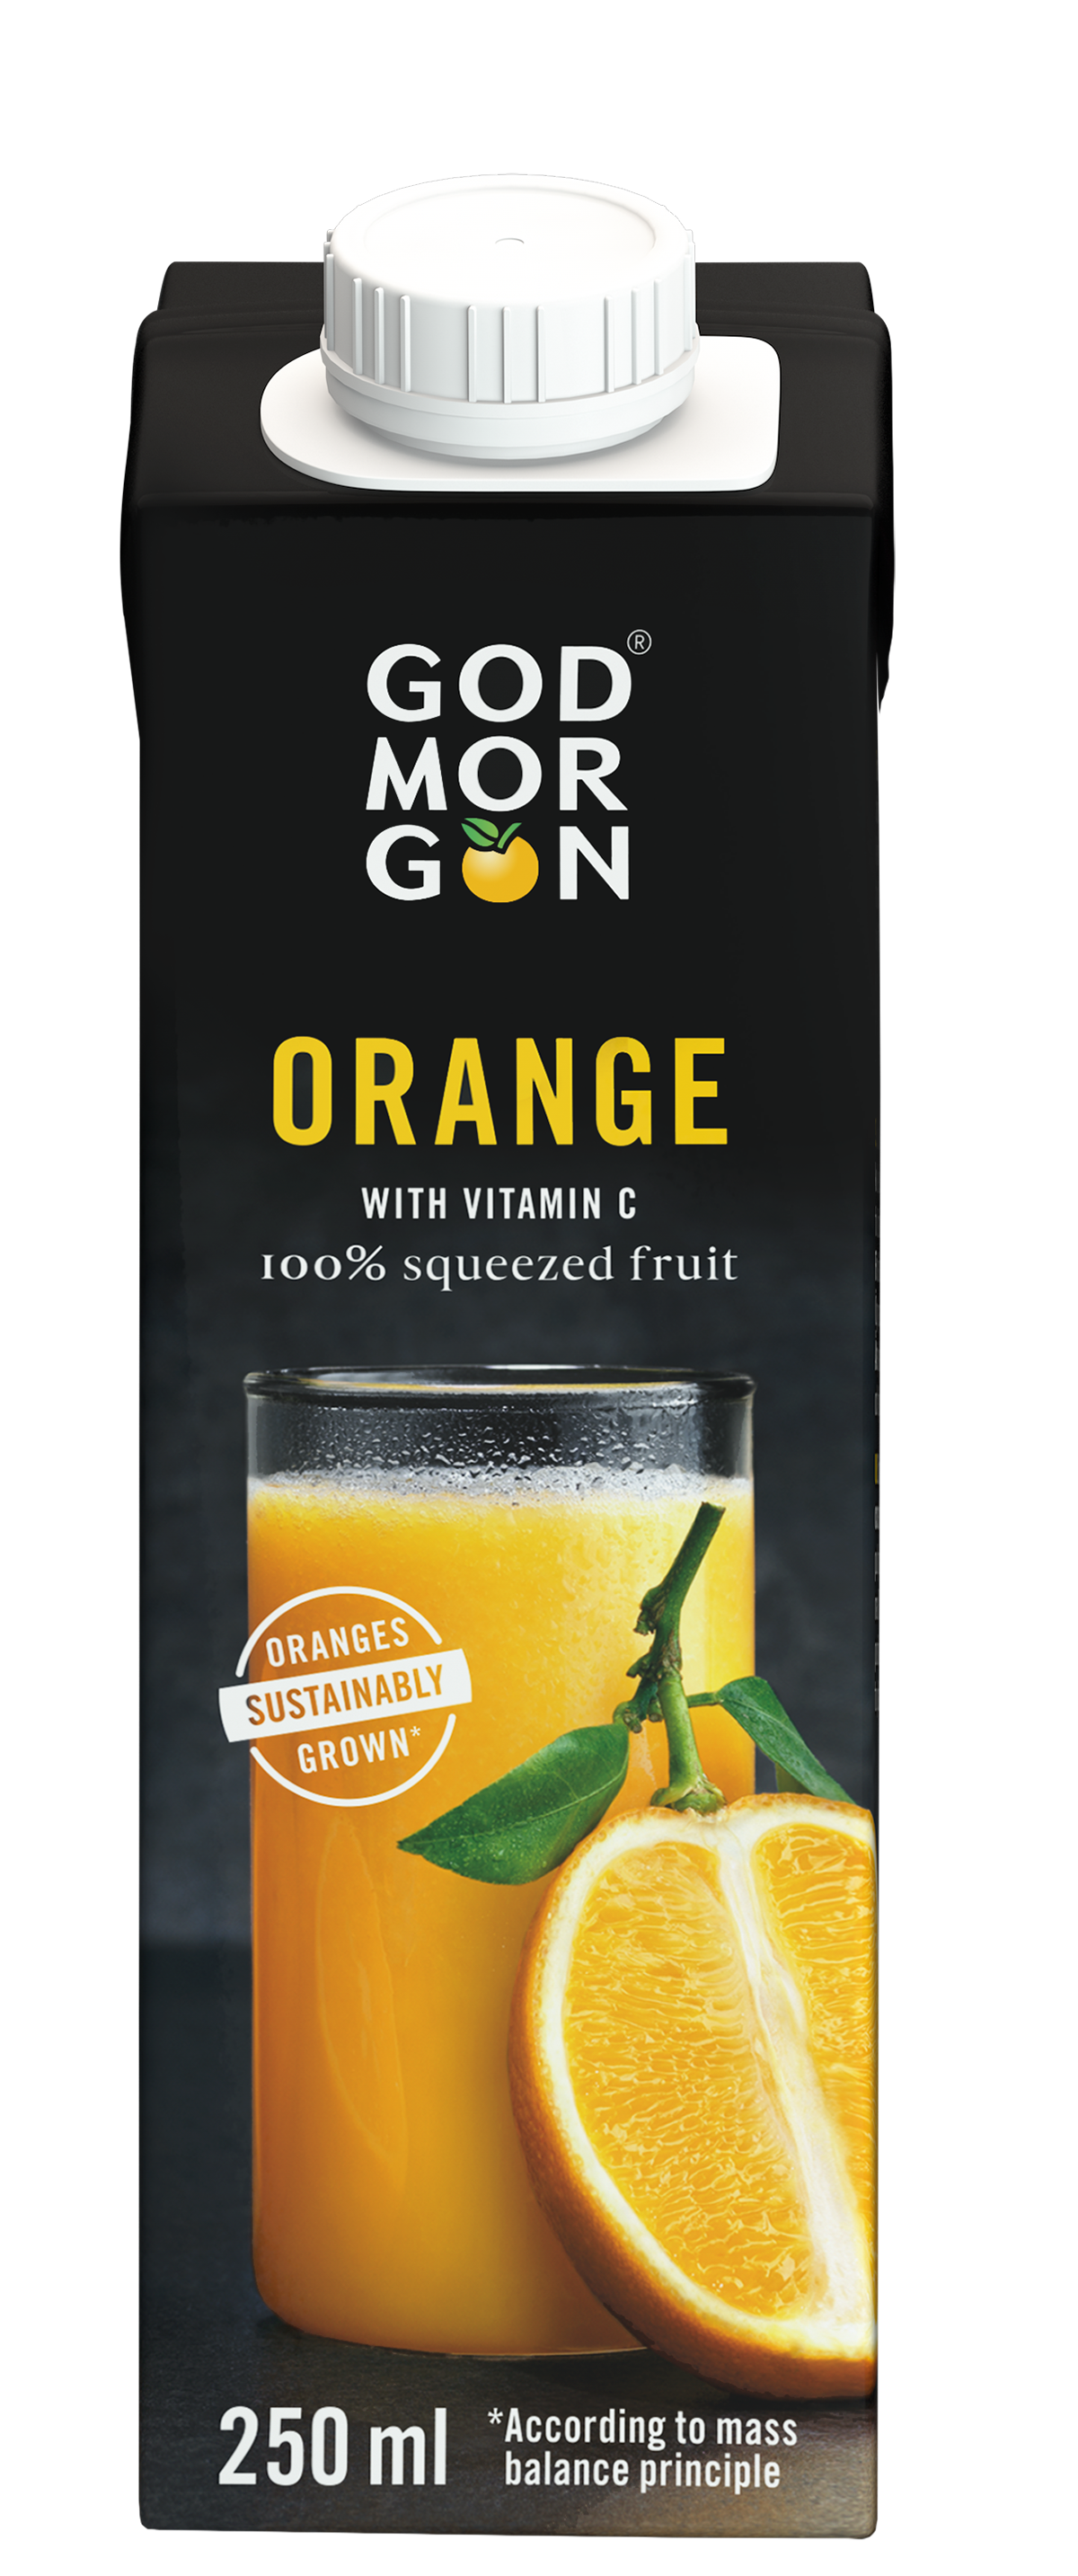 GOD®
MOR
GON
ORANGE
WITH VITAMIN C
100% squeezed fruit
ORANGES
SUSTAINABLY
GROWN*
250 ml
*According to mass
balance principle